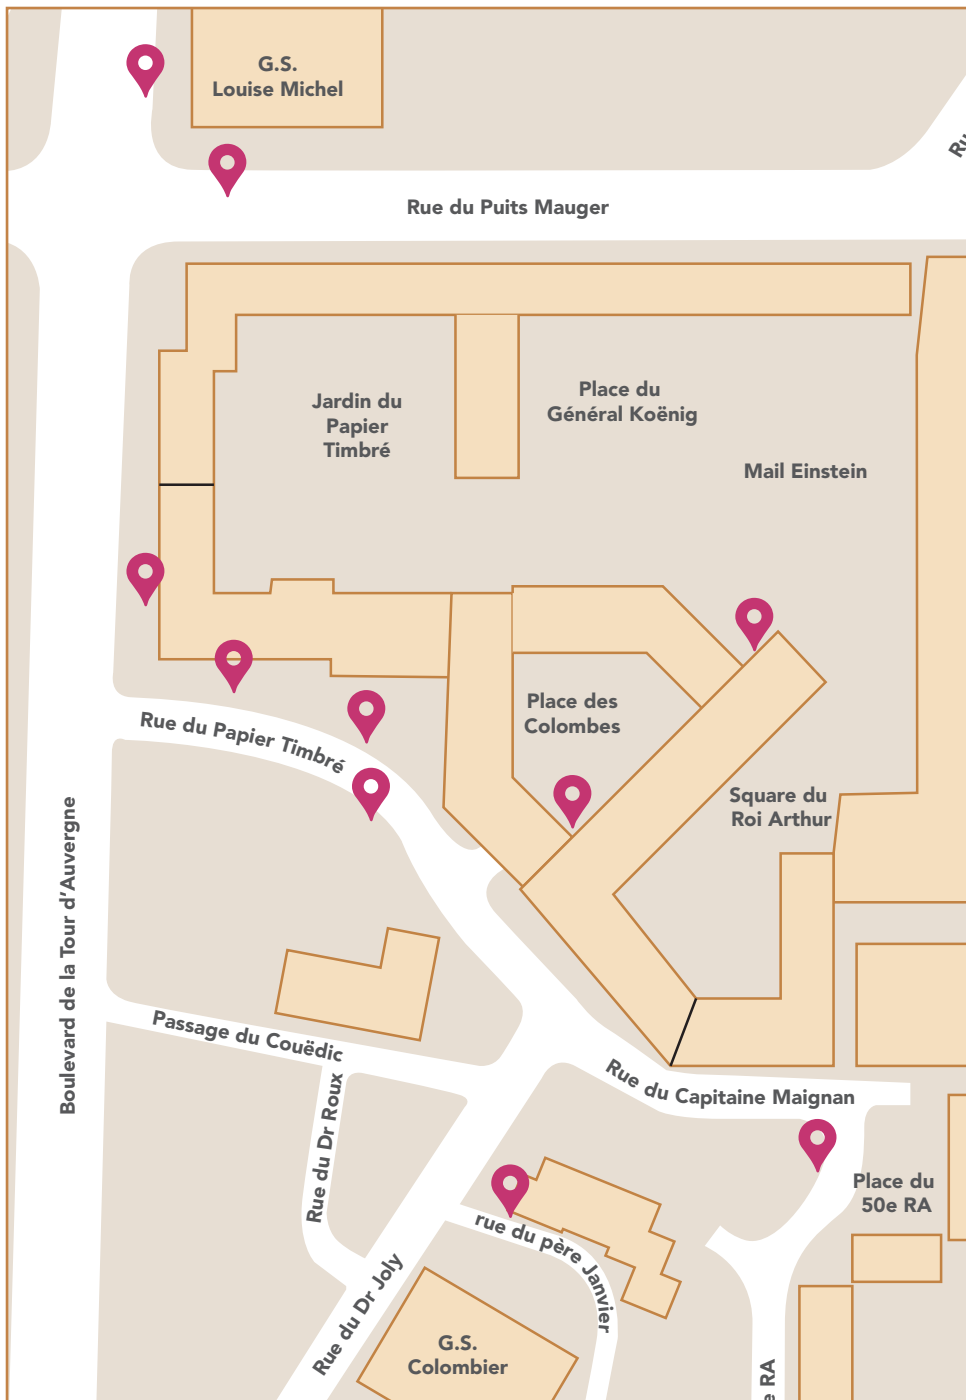 G.S.
Louise Michel
Rue du Puits Mauger
Jardin du
Papier
Timbré
Place du
Général Koënig
Mail Einstein
Place des
Colombes
Rue du Papier Timbré
Square du
Roi Arthur
Boulevard de la Tour d'Auvergne
Passage du Couëdic
Rue du Dr Roux
Rue du Capitaine Maignan
Place du
50e RA
rue du père Janvier
Rue du Dr Joly
G.S.
Colombier
RA